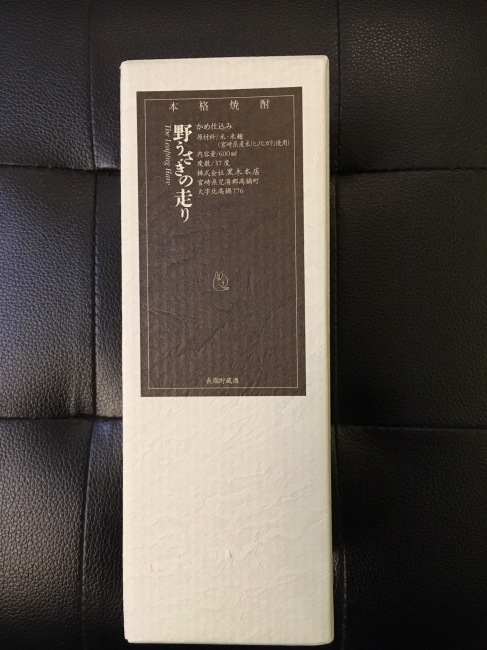 本格焼酎
野うさぎの走り
The Leaping Hare
かめ仕込み
原材料/米・米麹
(宮崎県産米「ヒノヒカリ」使用)
内容量/600㎖
度数/37度
株式会社 黒木本店
宮崎県児湯郡高鍋町
大字北高鍋776
長期貯蔵酒